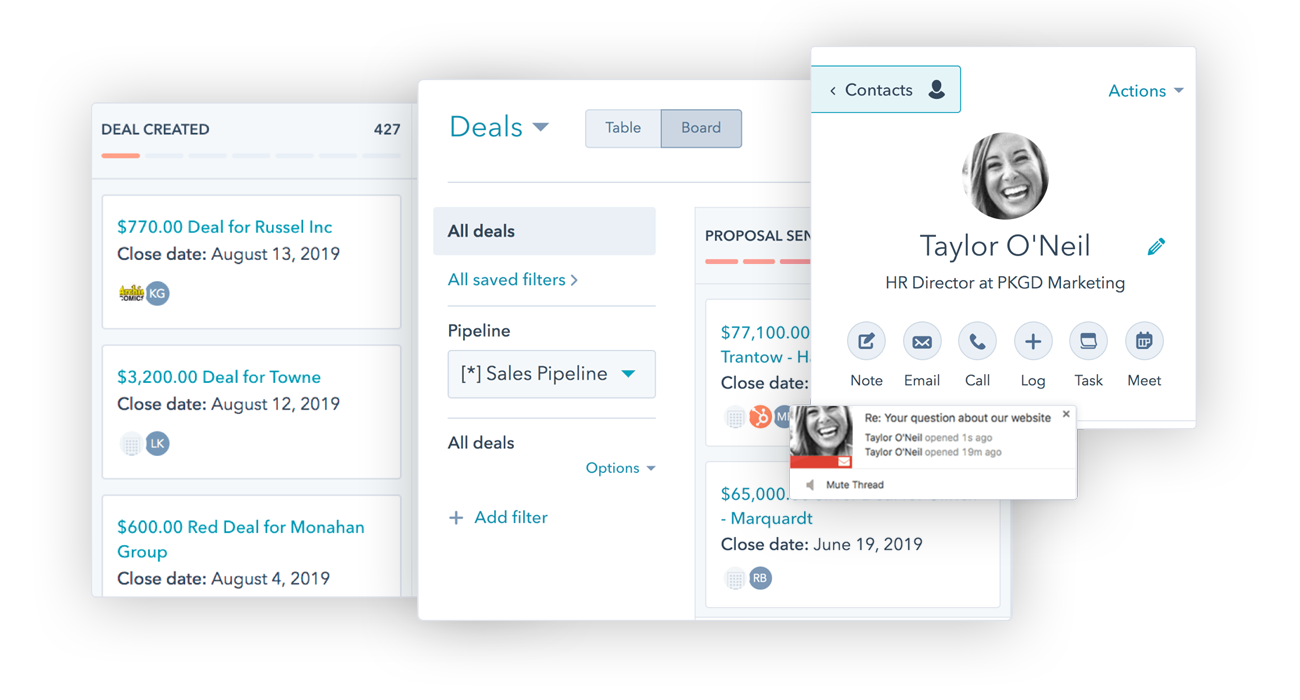 DEAL CREATED 427
$770.00 Deal for Russel Inc
Close date: August 13, 2019
KG
$3,200.00 Deal for Towne
Close date: August 12, 2019
LK
$600.00 Red Deal for Monahan
Group
Close date: August 4, 2019
Deals
Table Board
All deals
All saved filters >
Pipeline
[*] Sales Pipeline
All deals
Options
+ Add filter
PROPOSAL SEN
$77,100.00
Trantow - H
Close date:
$65,000.
- Marquardt
Close date: June 19, 2019
RB
‹ Contacts
Actions
Taylor O'Neil
HR Director at PKGD Marketing
Note Email Call Log Task Meet
Re: Your question about our website ×
Taylor O'Neil opened 1s ago
Taylor O'Neil opened 19m ago
Mute Thread